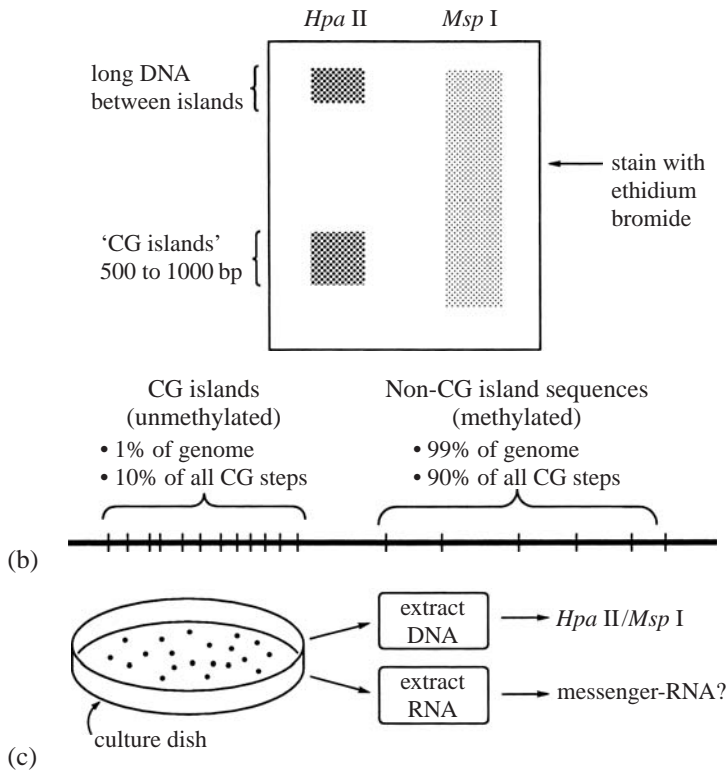 Hpa II Msp I
long DNA
between islands
stain with
ethidium
bromide
‘CG islands’
500 to 1000 bp
CG islands
(unmethylated)
• 1% of genome
• 10% of all CG steps
Non-CG island sequences
(methylated)
• 99% of genome
• 90% of all CG steps
(b)
extract
DNA
Hpa II/Msp I
extract
RNA
messenger-RNA?
culture dish
(c)